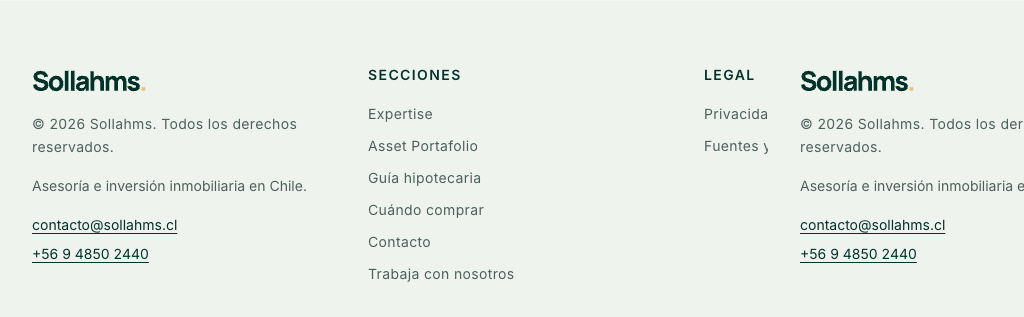 Sollahms.
© 2026 Sollahms. Todos los derechos
reservados.
Asesoría e inversión inmobiliaria en Chile.
contacto@sollahms.cl
+56 9 4850 2440
SECCIONES
Expertise
Asset Portafolio
Guía hipotecaria
Cuándo comprar
Contacto
Trabaja con nosotros
LEGAL
Privacida
Fuentes y
Sollahms.
© 2026 Sollahms. Todos los der
reservados.
Asesoría e inversión inmobiliaria e
contacto@sollahms.cl
+56 9 4850 2440